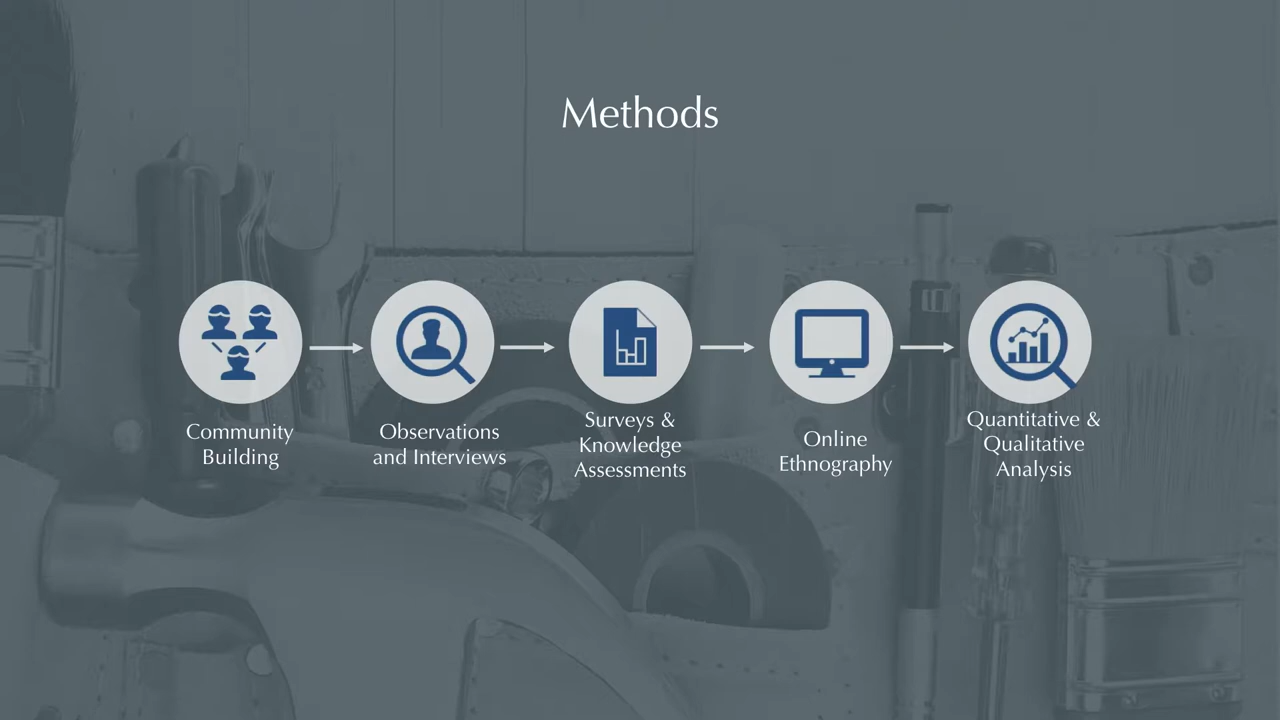 Methods
Community
Building
Observations
and Interviews
Surveys &
Knowledge
Assessments
Online
Ethnography
Quantitative &
Qualitative
Analysis